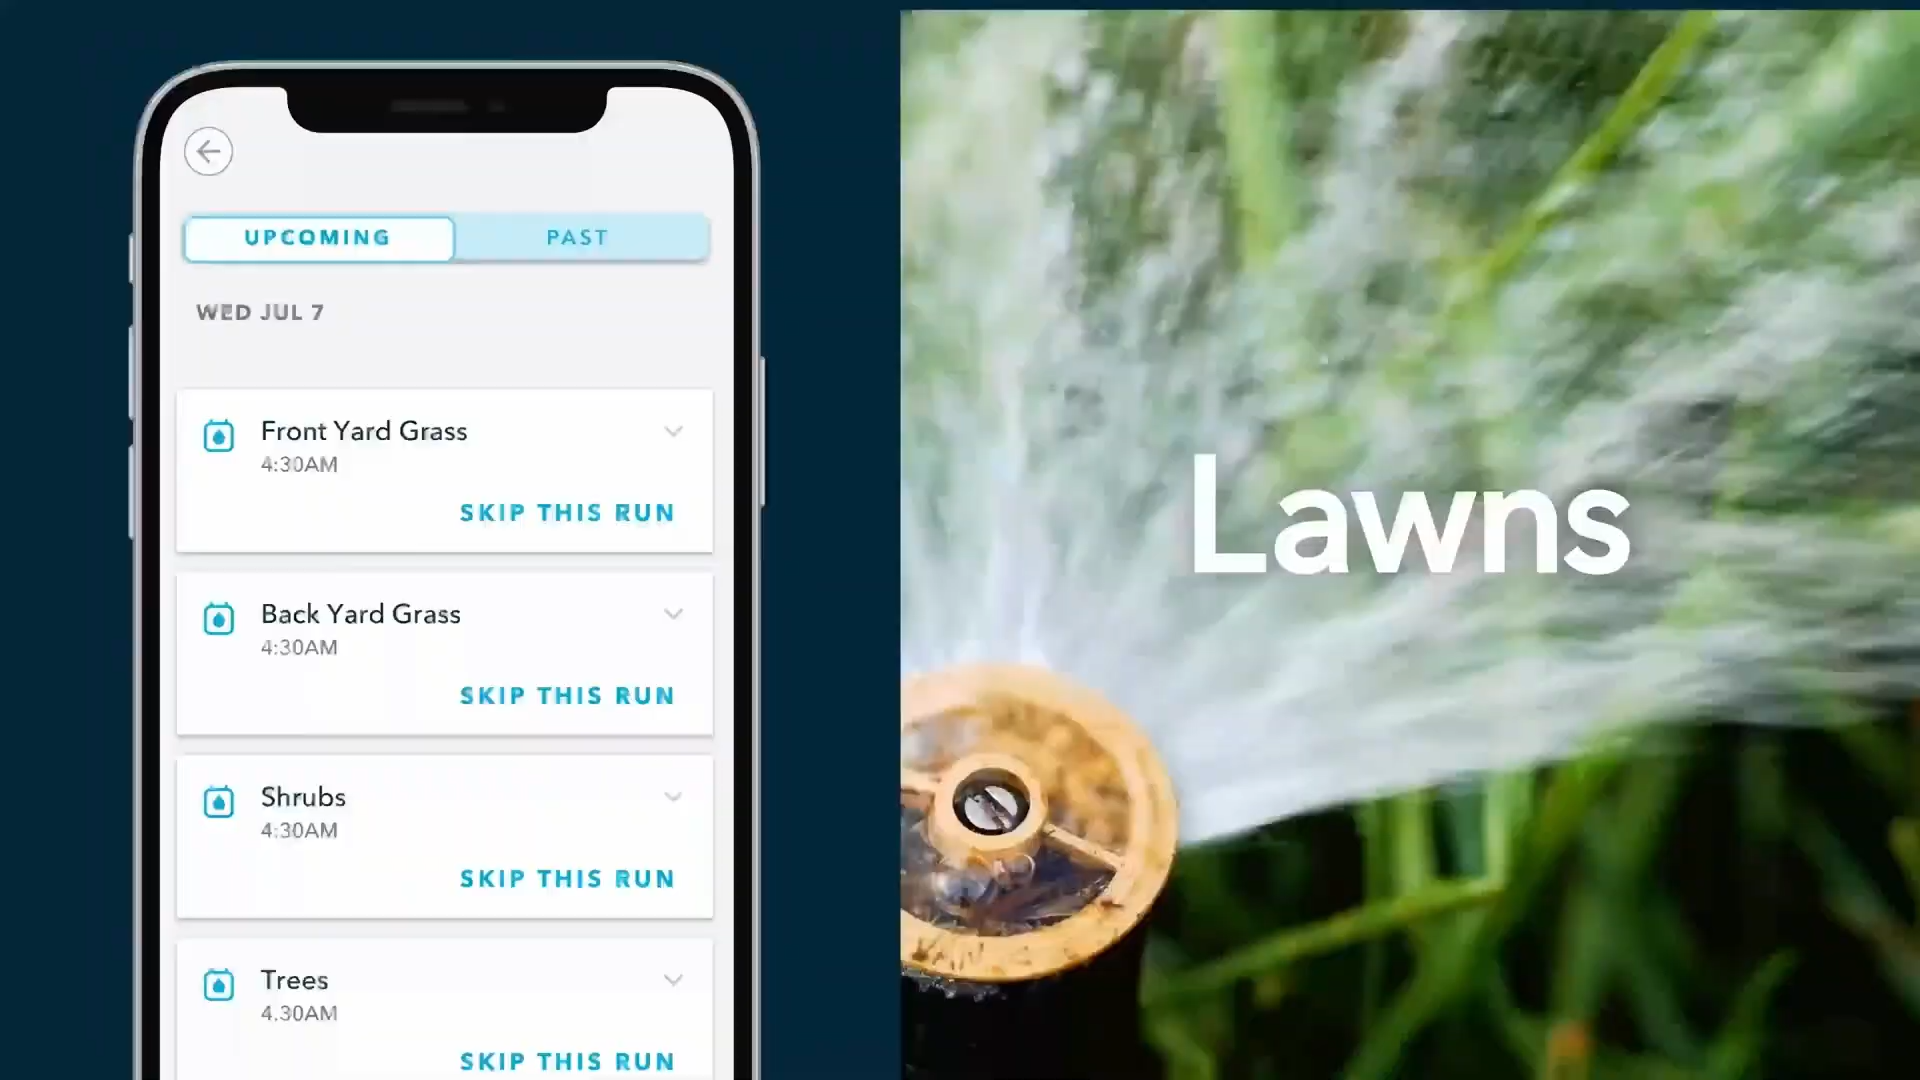 UPCOMING
PAST
WED JUL 7
Front Yard Grass
4:30AM
SKIP THIS RUN
Back Yard Grass
4:30AM
SKIP THIS RUN
Shrubs
4:30AM
SKIP THIS RUN
Trees
4.30AM
SKIP THIS RUN
Lawns